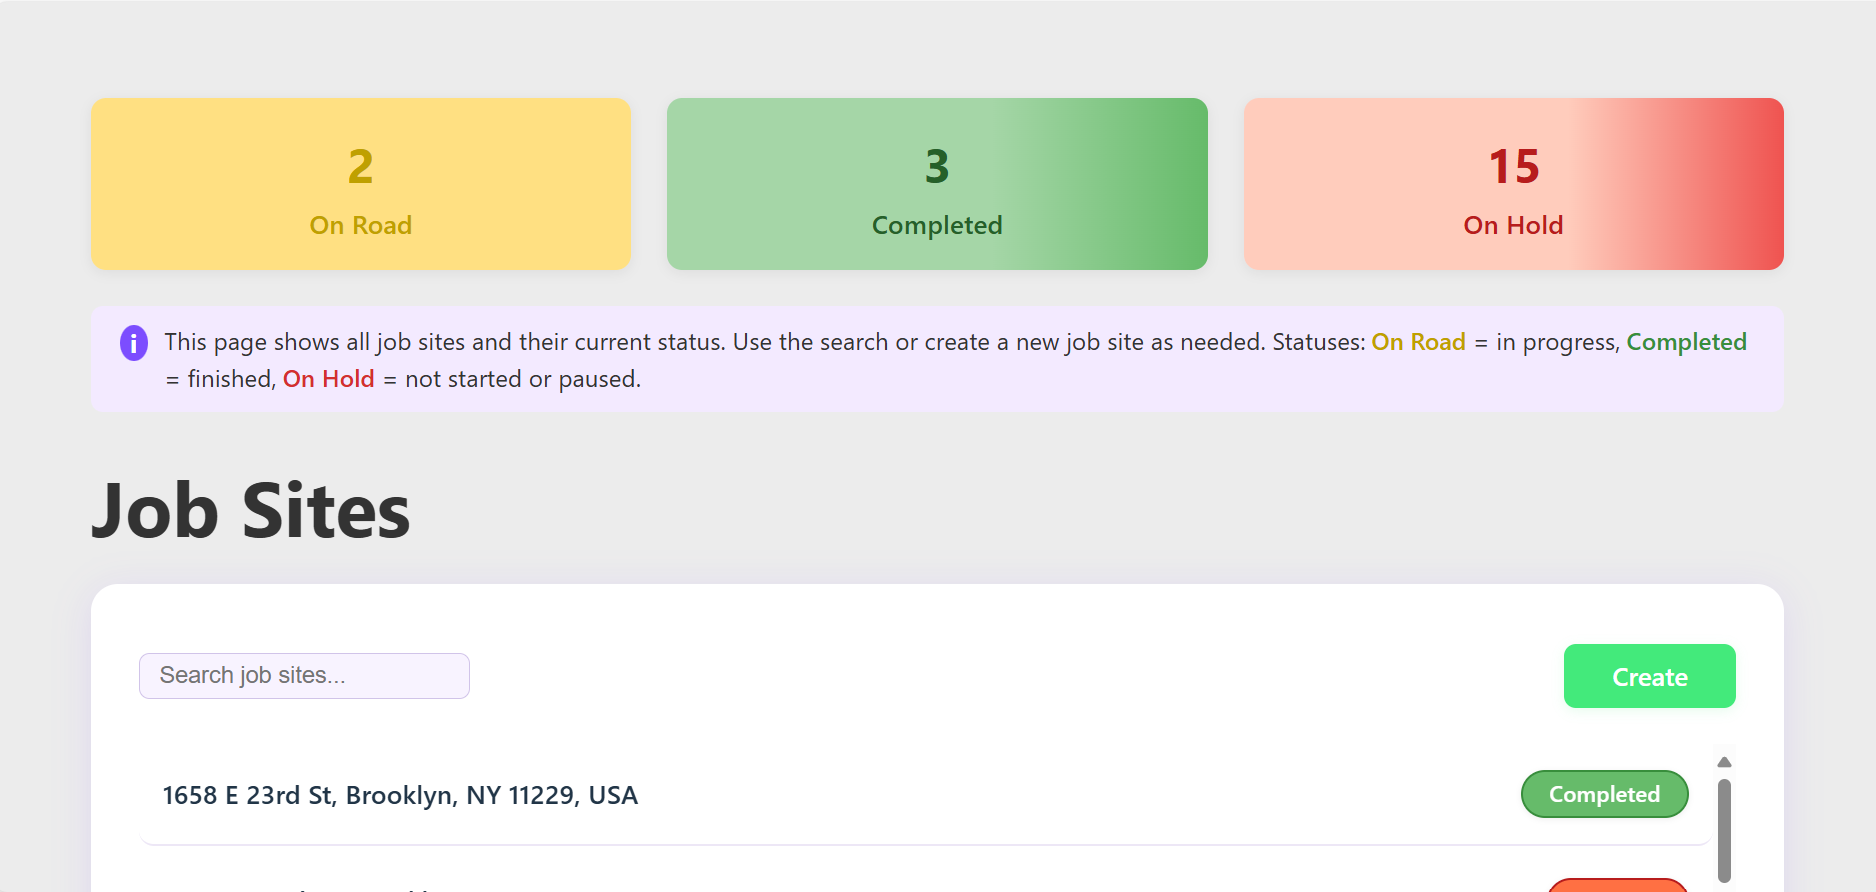 2
On Road
3
Completed
15
On Hold
i
This page shows all job sites and their current status. Use the search or create a new job site as needed. Statuses: On Road = in progress, Completed
= finished, On Hold = not started or paused.
Job Sites
Search job sites...
Create
1658 E 23rd St, Brooklyn, NY 11229, USA
Completed